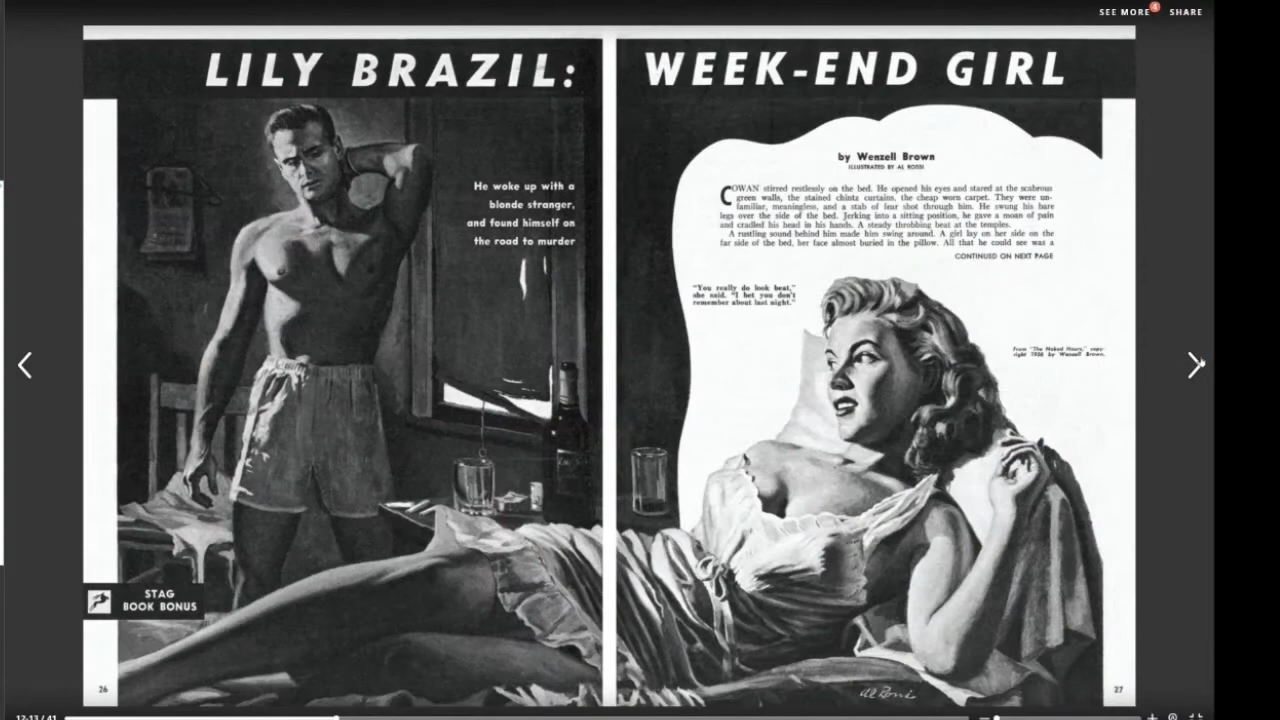 SEE MORE 4 SHARE
LILY BRAZIL: WEEK-END GIRL
He woke up with a
blonde stranger,
and found himself on
the road to murder
by Wenzell Brown
ILLUSTRATED BY AL ROSSI
COWAN stirred restlessly on the bed. He opened his eyes and stared at the scabrous
green walls, the stained chintz curtains, the cheap worn carpet. They were un-
familiar, meaningless, and a stab of fear shot through him. He swung his bare
legs over the side of the bed. Jerking into a sitting position, he gave a moan of pain
and cradled his head in his hands. A steady throbbing beat at the temples.
A rustling sound behind him made him swing around. A girl lay on her side on the
far side of the bed, her face almost buried in the pillow. All that he could see was a
CONTINUED ON NEXT PAGE
"You really do look beat,"
she said. "I bet you don't
remember about last night."
From "The Naked Hours," copy-
right 1956 by Wenzell Brown.
STAG
BOOK BONUS
Al Rossi
26
27
12-13 / 41